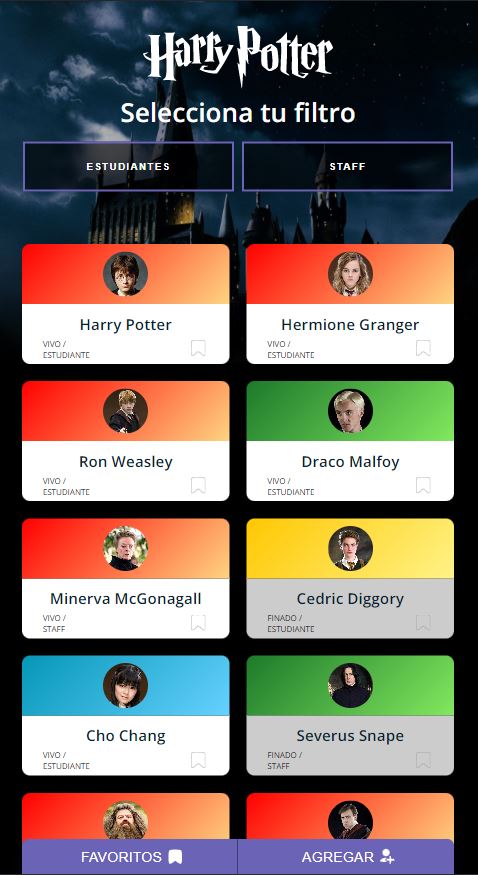 Harry Potter
Selecciona tu filtro
ESTUDIANTES
STAFF
Harry Potter
VIVO /
ESTUDIANTE
Hermione Granger
VIVO /
ESTUDIANTE
Ron Weasley
VIVO /
ESTUDIANTE
Draco Malfoy
VIVO /
ESTUDIANTE
Minerva McGonagall
VIVO /
STAFF
Cedric Diggory
FINADO /
ESTUDIANTE
Cho Chang
VIVO /
ESTUDIANTE
Severus Snape
FINADO /
STAFF
FAVORITOS
AGREGAR